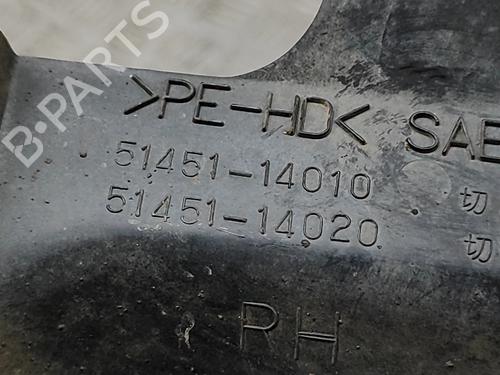 >PE-HD< SAE
51451-14010 切
51451-14020 切
RH
B-PARTS